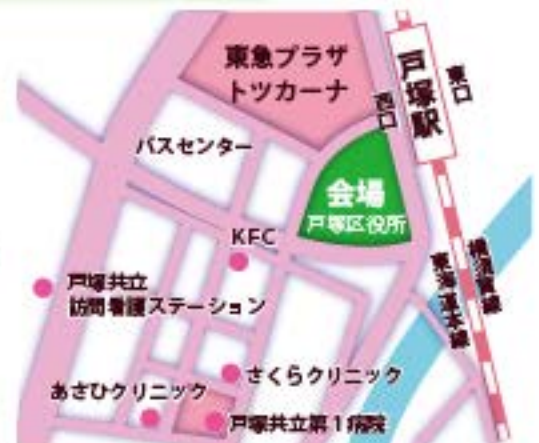 東急プラザ
トツカーナ
戸塚駅
東口
西口
バスセンター
会場
戸塚区役所
KFC
戸塚共立
訪問看護ステーション
横須賀線
東海道本線
さくらクリニック
あさひクリニック
戸塚共立第1病院